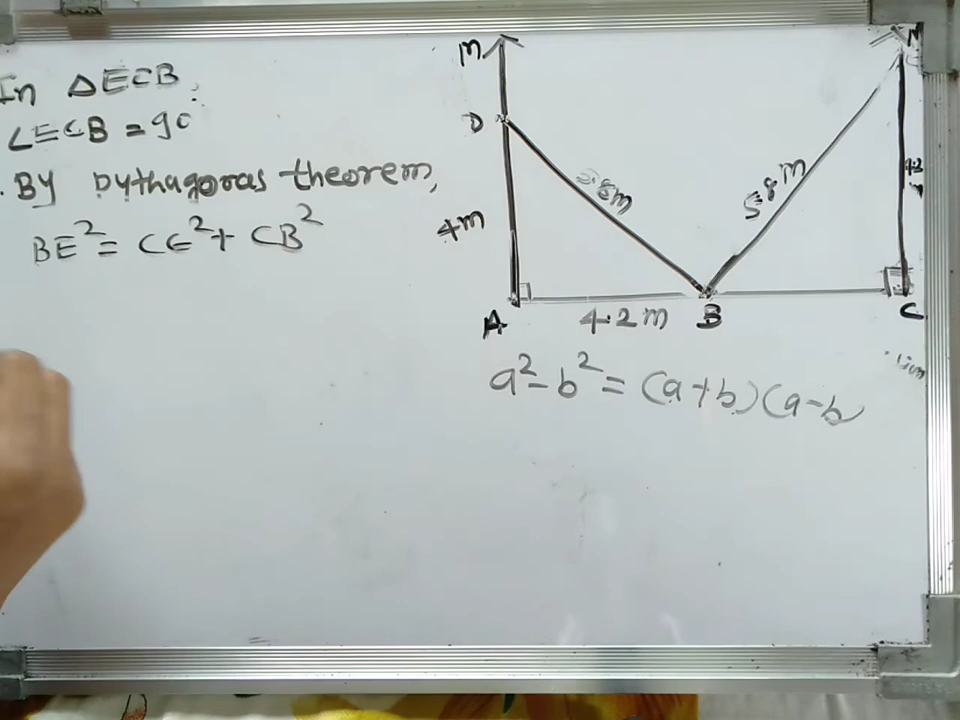 In ΔECB
∠ECB = 90
By pythagoras theorem,
BE² = CE² + CB²
M
D
4m
A
4.2m
B
C
5.8m
5.8m
a² - b² = (a+b)(a-b